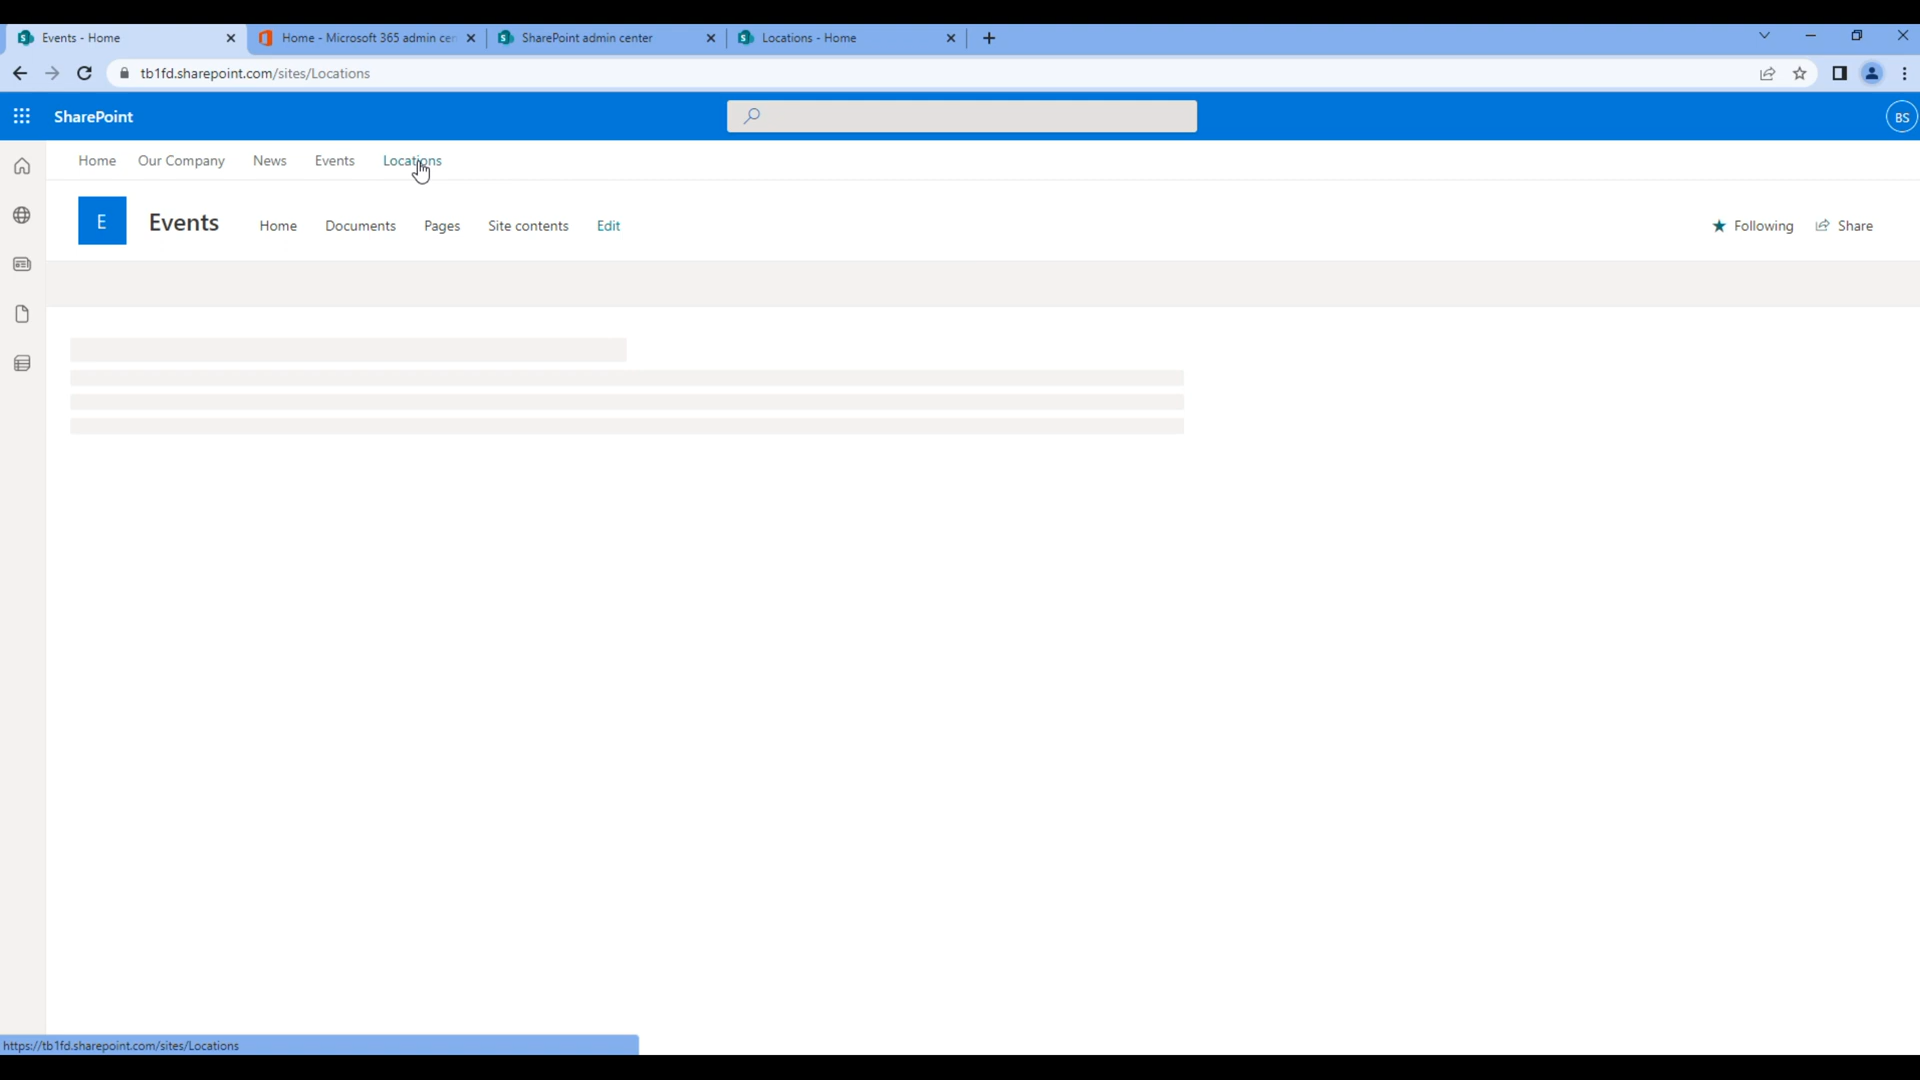 Events - Home
Home - Microsoft 365 admin cen
SharePoint admin center
Locations - Home
tb1fd.sharepoint.com/sites/Locations
SharePoint
BS
Home Our Company News Events Locations
E
Events
Home Documents Pages Site contents Edit
Following
Share
https://tb1fd.sharepoint.com/sites/Locations